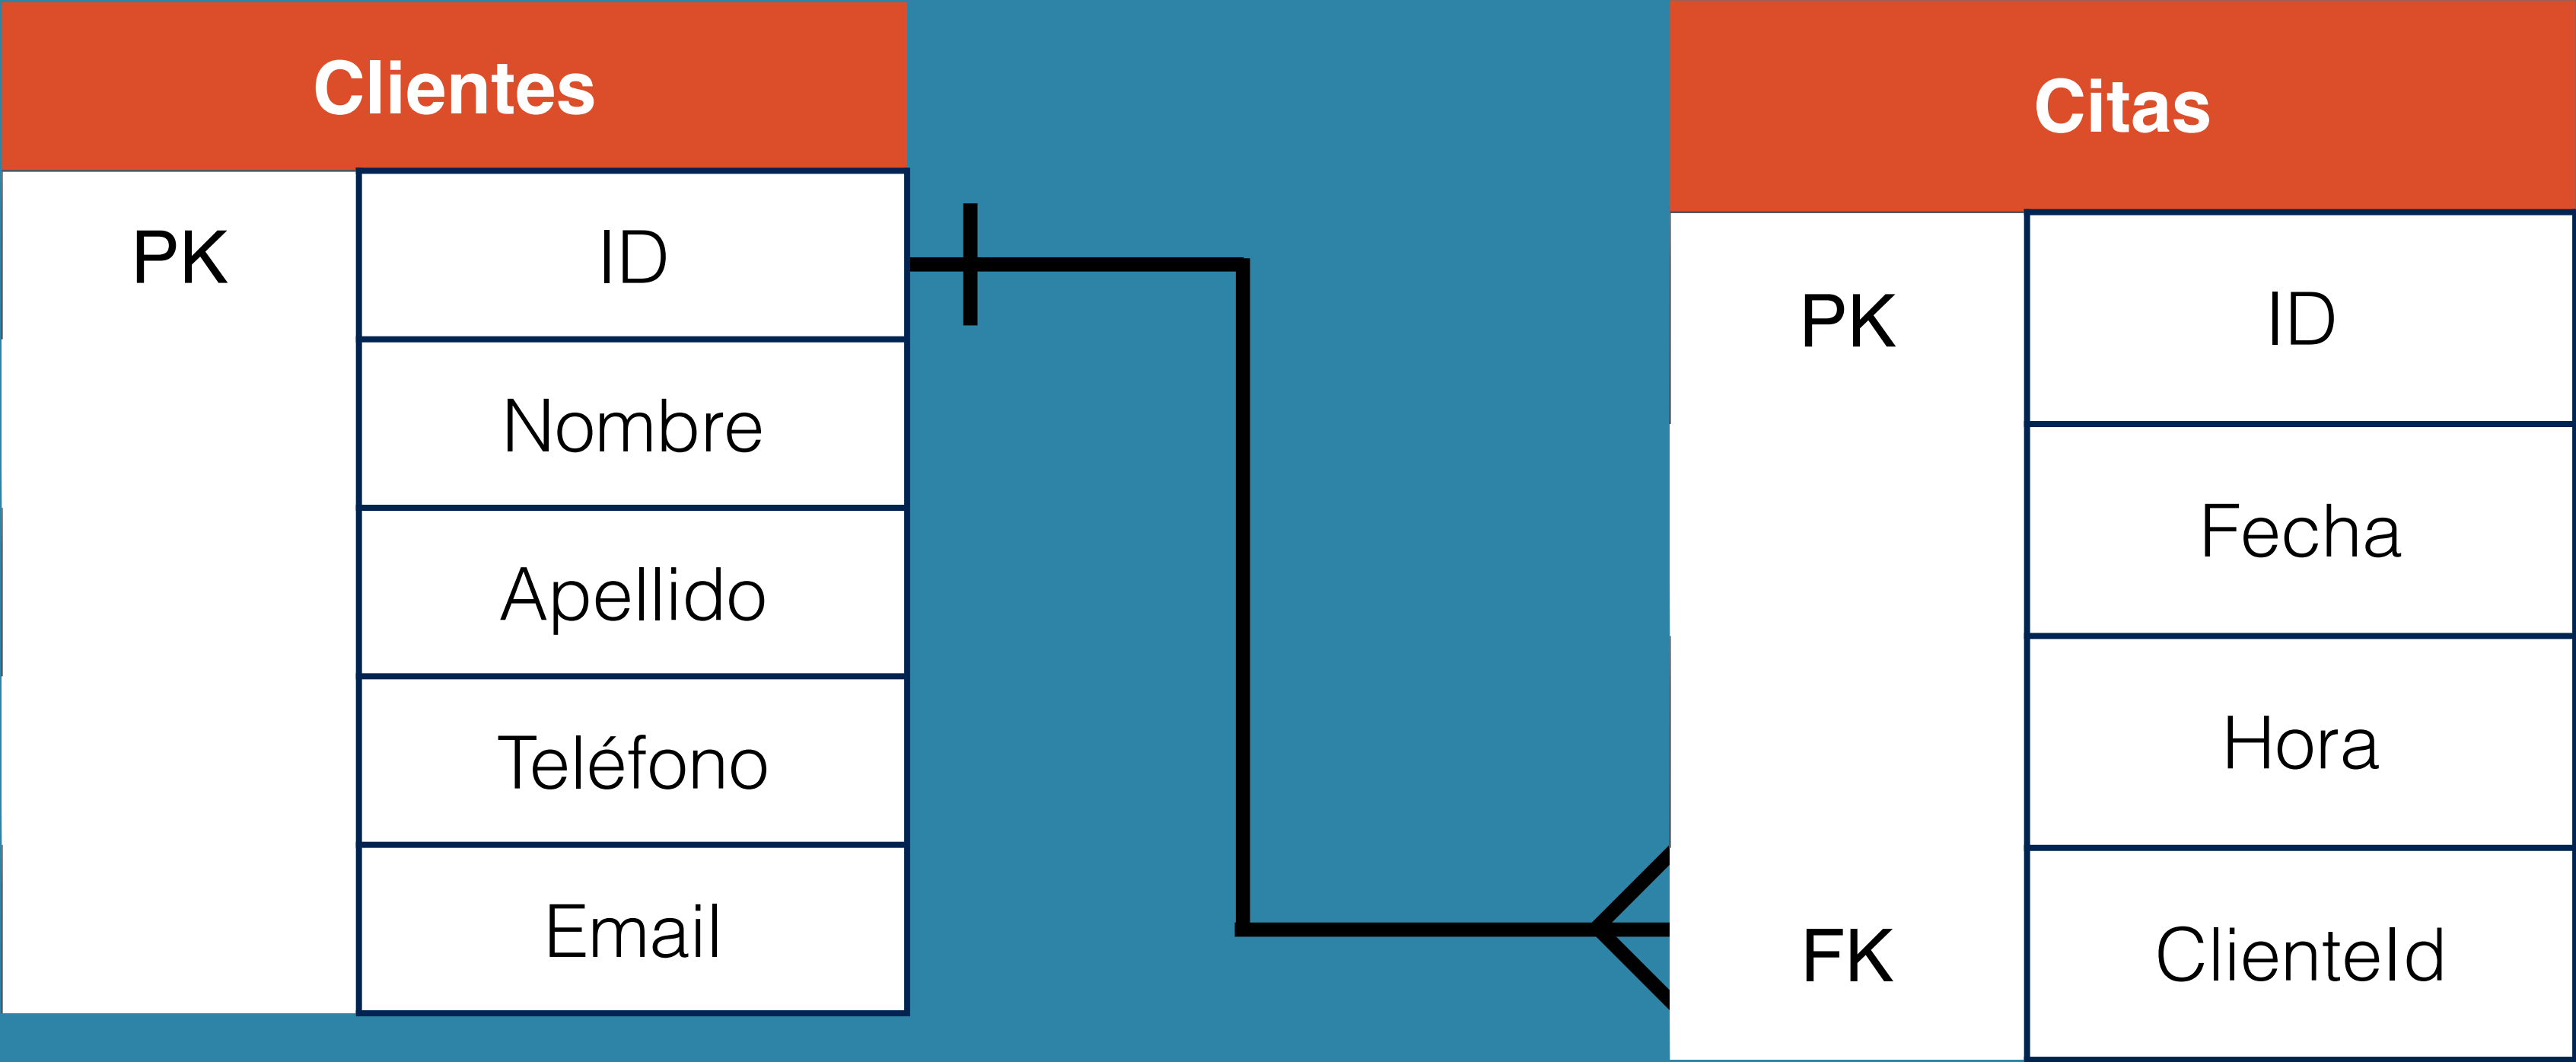 Clientes
PK ID
Nombre
Apellido
Teléfono
Email
Citas
PK ID
Fecha
Hora
FK ClienteId